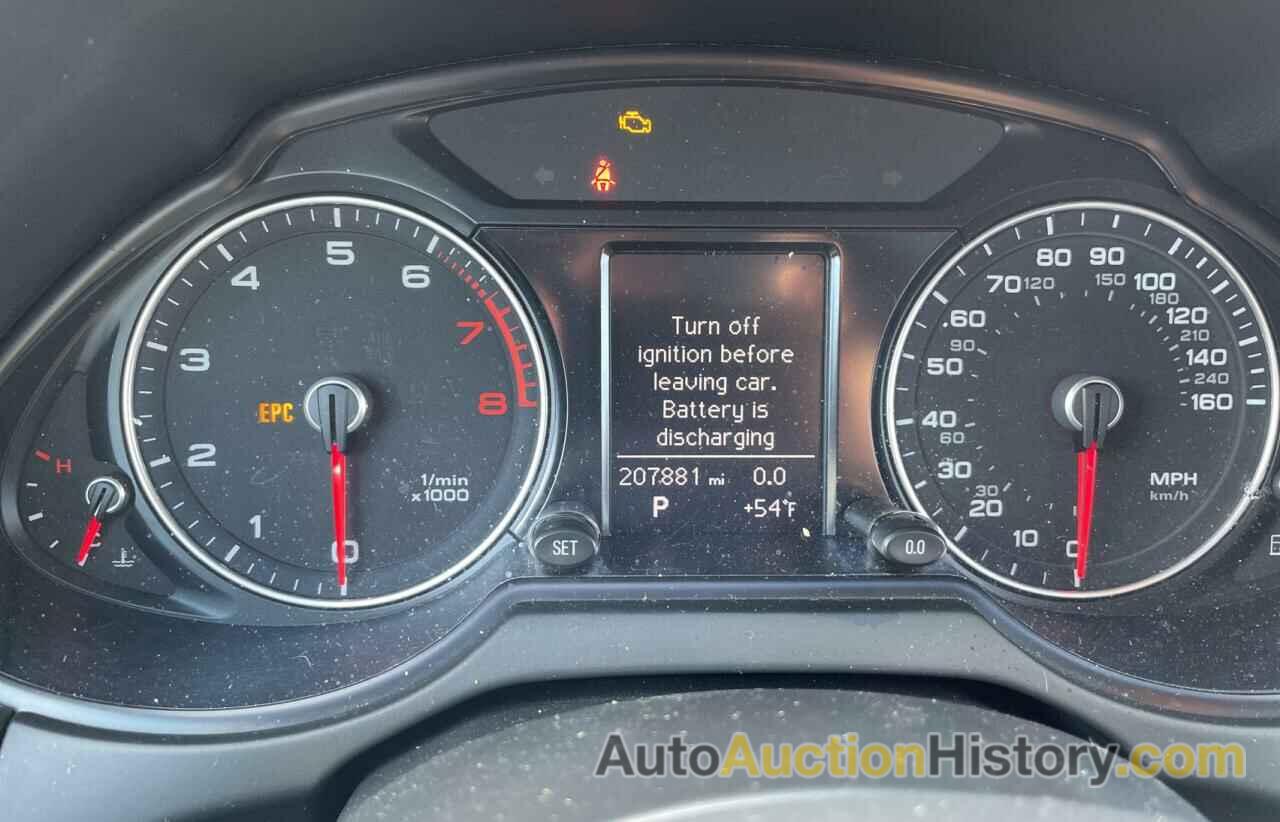 5
4
6
3
7
EPC
8
2
H
1/min
x1000
1
0
C
Turn off
ignition before
leaving car.
Battery is
discharging
207881 mi 0.0
P +54°F
SET
0.0
80 90
70 120 150 100
180
60 120
90 210
50 140
240
160
40
60
30
30
20
10
0
MPH
km/h
AutoAuctionHistory.com